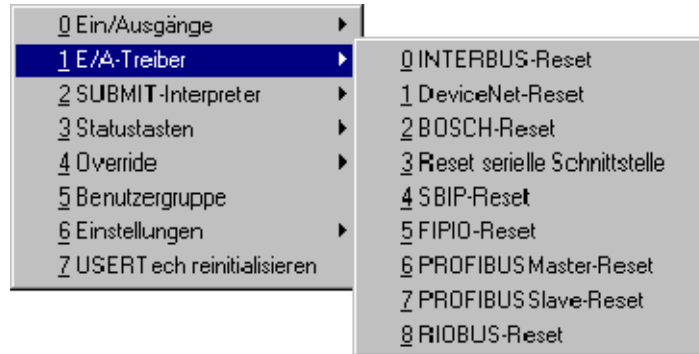 0 Ein/Ausgänge
1 E/A-Treiber
2 SUBMIT-Interpreter
3 Statustasten
4 Override
5 Benutzergruppe
6 Einstellungen
7 USERTech reinitialisieren
0 INTERBUS-Reset
1 DeviceNet-Reset
2 BOSCH-Reset
3 Reset serielle Schnittstelle
4 SBIP-Reset
5 FIPIO-Reset
6 PROFIBUS Master-Reset
7 PROFIBUS Slave-Reset
8 RIOBUS-Reset